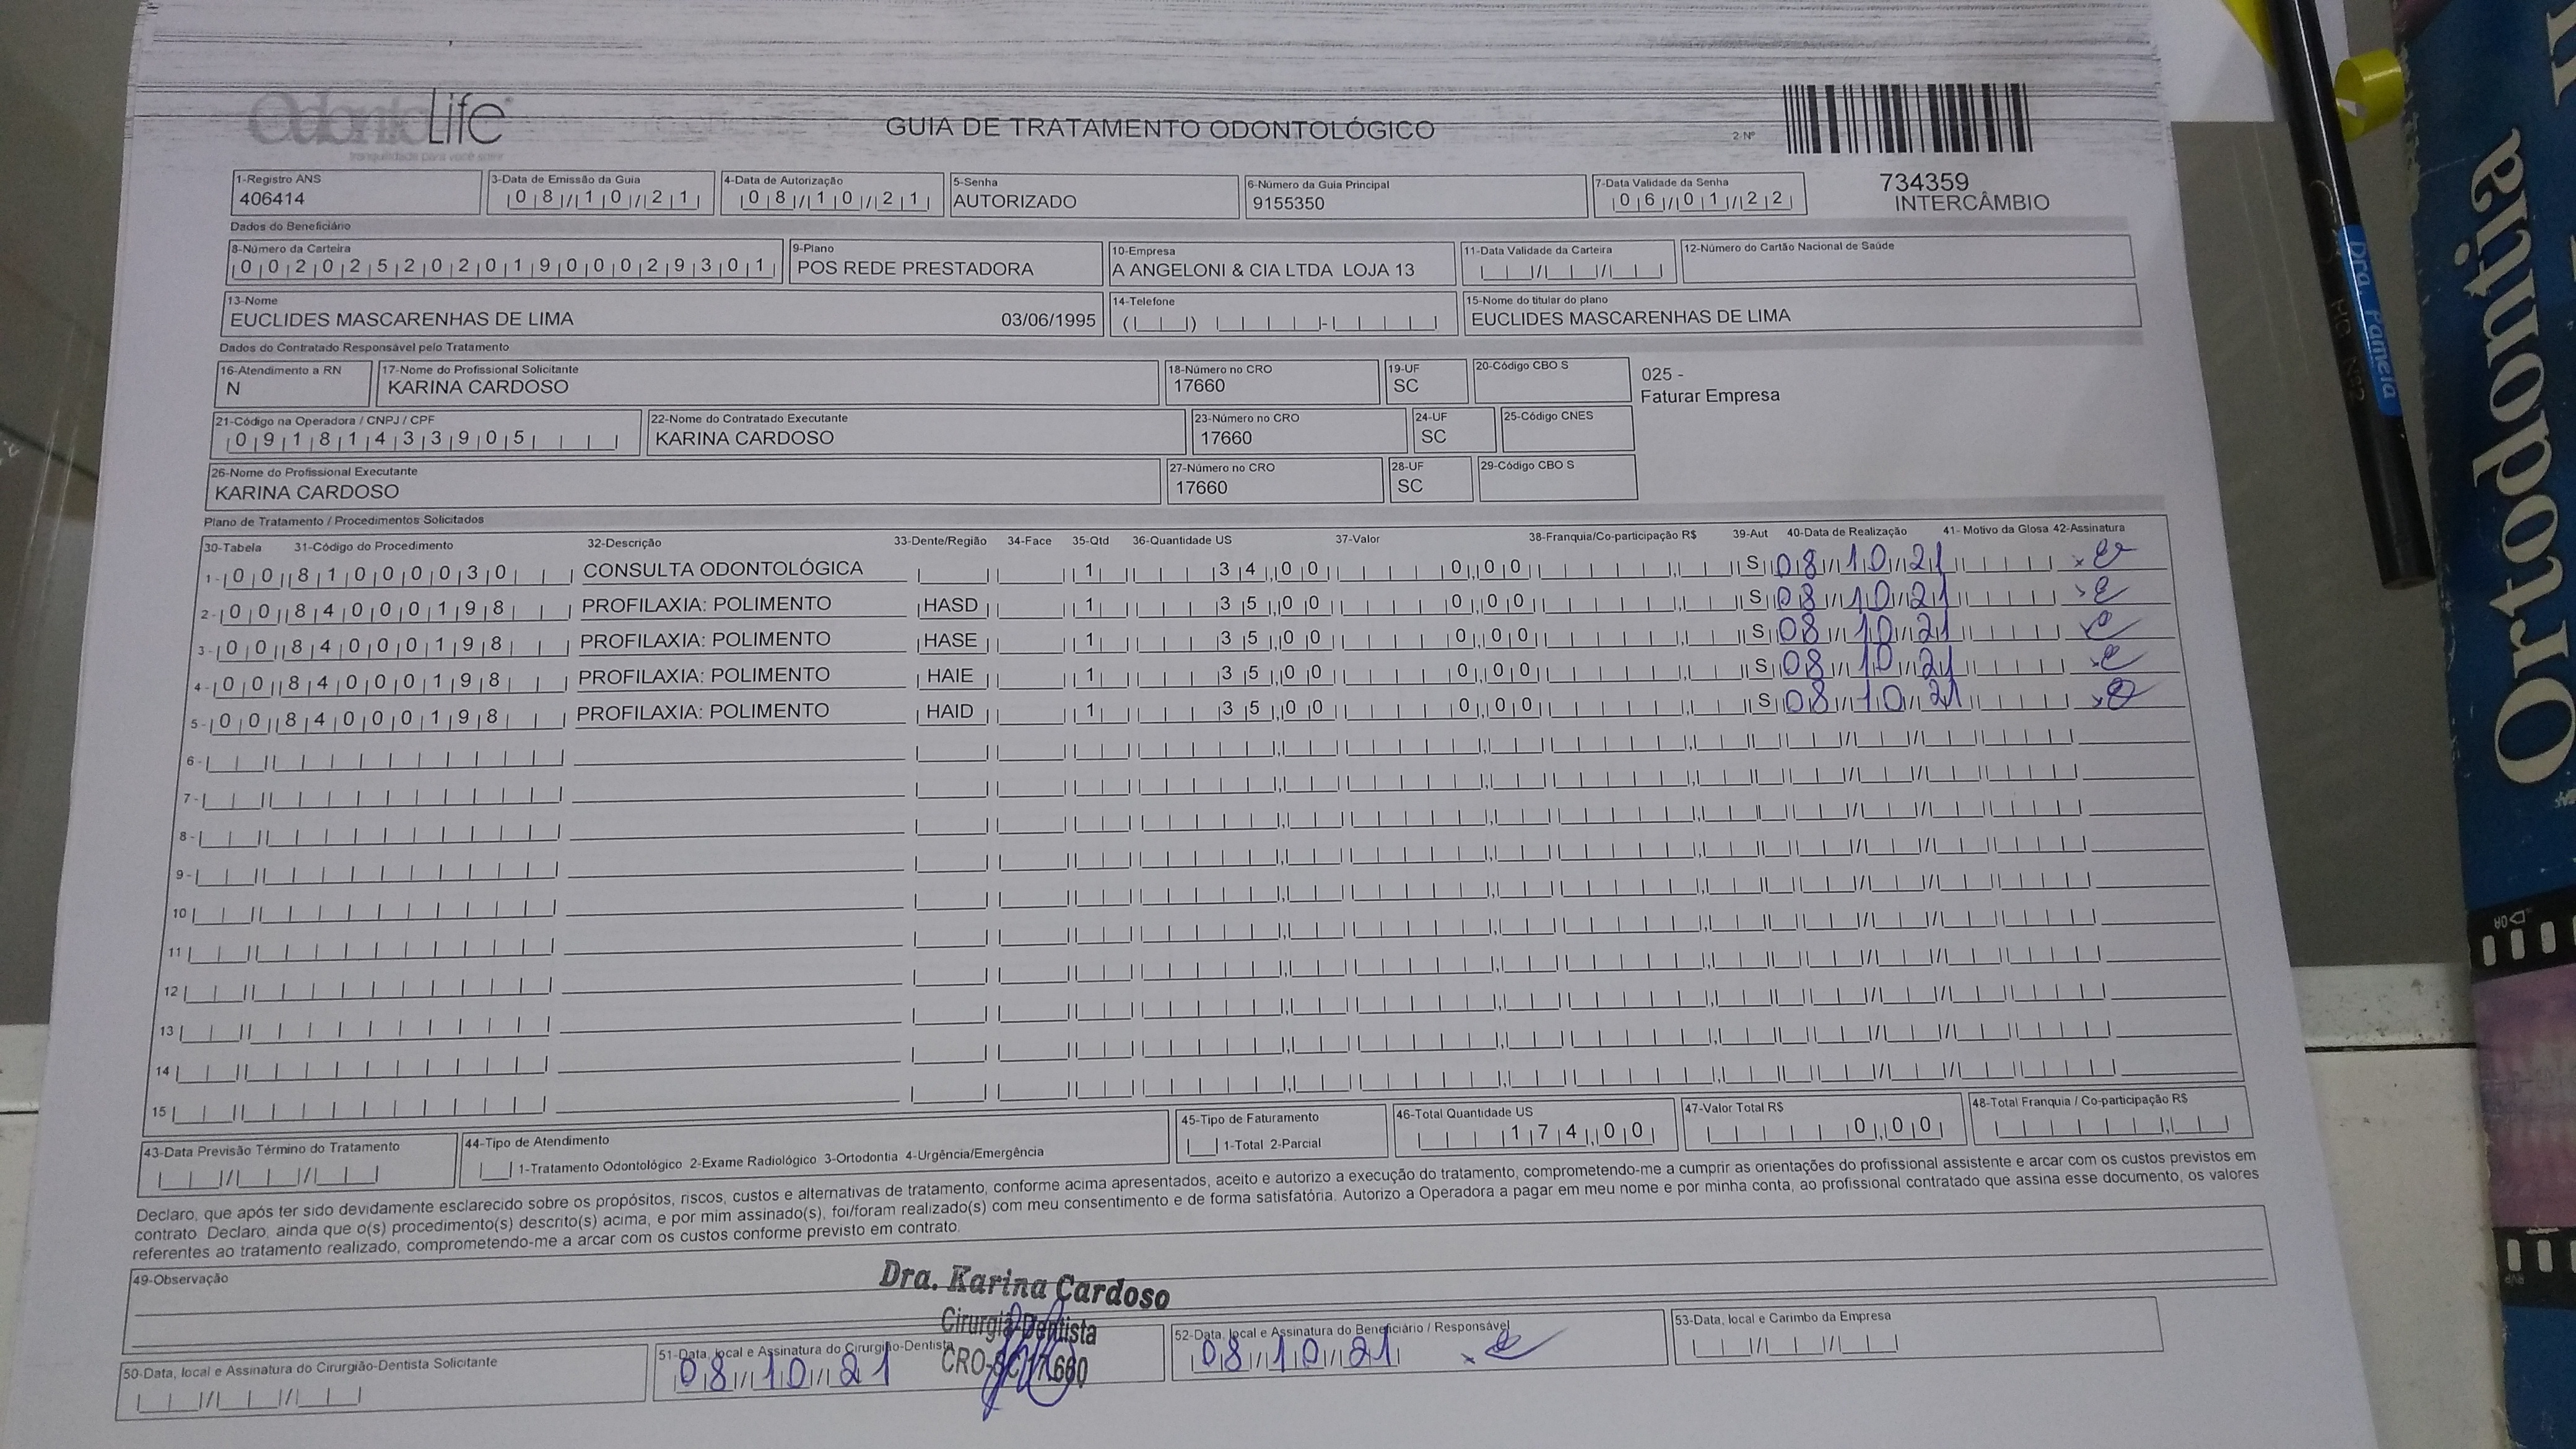 OdontoLife
tranquilidade para você sorrir
GUIA DE TRATAMENTO ODONTOLÓGICO
2-Nº
734359
INTERCÂMBIO
1-Registro ANS 3-Data de Emissão da Guia 4-Data de Autorização 5-Senha 6-Número da Guia Principal 7-Data Validade da Senha
406414 08/10/21 08/10/21 AUTORIZADO 9155350 06/01/22
Dados do Beneficiário
8-Número da Carteira 9-Plano 10-Empresa 11-Data Validade da Carteira 12-Número do Cartão Nacional de Saúde
00202520201900029301 POS REDE PRESTADORA A ANGELONI & CIA LTDA LOJA 13
13-Nome 14-Telefone 15-Nome do titular do plano
EUCLIDES MASCARENHAS DE LIMA 03/06/1995 EUCLIDES MASCARENHAS DE LIMA
Dados do Contratado Responsável pelo Tratamento
16-Atendimento a RN 17-Nome do Profissional Solicitante 18-Número no CRO 19-UF 20-Código CBO S
N KARINA CARDOSO 17660 SC
025 -
Faturar Empresa
21-Código na Operadora / CNPJ / CPF 22-Nome do Contratado Executante 23-Número no CRO 24-UF 25-Código CNES
09181433905 KARINA CARDOSO 17660 SC
26-Nome do Profissional Executante 27-Número no CRO 28-UF 29-Código CBO S
KARINA CARDOSO 17660 SC
Plano de Tratamento / Procedimentos Solicitados
30-Tabela 31-Código do Procedimento 32-Descrição 33-Dente/Região 34-Face 35-Qtd 36-Quantidade US 37-Valor 38-Franquia/Co-participação R$ 39-Aut 40-Data de Realização 41- Motivo da Glosa 42-Assinatura
1- 00 81000030 CONSULTA ODONTOLÓGICA 1 34,00 0,00 S 08/10/21
2- 00 84000198 PROFILAXIA: POLIMENTO HASD 1 35,00 0,00 S 08/10/21
3- 00 84000198 PROFILAXIA: POLIMENTO HASE 1 35,00 0,00 S 08/10/21
4- 00 84000198 PROFILAXIA: POLIMENTO HAIE 1 35,00 0,00 S 08/10/21
5- 00 84000198 PROFILAXIA: POLIMENTO HAID 1 35,00 0,00 S 08/10/21
6-
7-
8-
9-
10
11
12
13
14
15
43-Data Previsão Término do Tratamento 44-Tipo de Atendimento 45-Tipo de Faturamento 46-Total Quantidade US 47-Valor Total R$ 48-Total Franquia / Co-participação R$
1-Tratamento Odontológico 2-Exame Radiológico 3-Ortodontia 4-Urgência/Emergência 1-Total 2-Parcial 174,00 0,00
Declaro, que após ter sido devidamente esclarecido sobre os propósitos, riscos, custos e alternativas de tratamento, conforme acima apresentados, aceito e autorizo a execução do tratamento, comprometendo-me a cumprir as orientações do profissional assistente e arcar com os custos previstos em
contrato. Declaro, ainda que o(s) procedimento(s) descrito(s) acima, e por mim assinado(s), foi/foram realizado(s) com meu consentimento e de forma satisfatória. Autorizo a Operadora a pagar em meu nome e por minha conta, ao profissional contratado que assina esse documento, os valores
referentes ao tratamento realizado, comprometendo-me a arcar com os custos conforme previsto em contrato.
49-Observação
Dra. Karina Cardoso
Cirurgiã-Dentista
CRO-SC 17.660
50-Data, local e Assinatura do Cirurgião-Dentista Solicitante 51-Data, local e Assinatura do Cirurgião-Dentista 52-Data, local e Assinatura do Beneficiário / Responsável 53-Data, local e Carimbo da Empresa
08/10/21 08/10/21
Dra. Pamela
Ortodontia